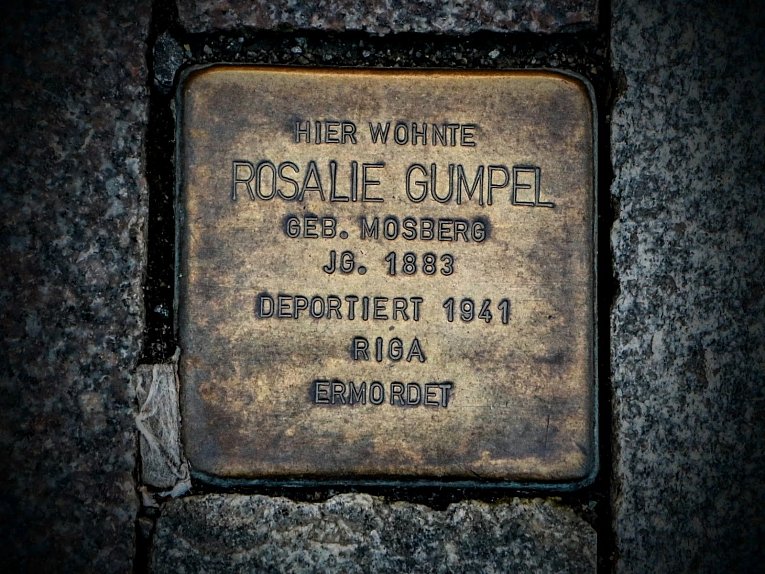 HIER WOHNTE
ROSALIE GUMPEL
GEB. MOSBERG
JG. 1883
DEPORTIERT 1941
RIGA
ERMORDET